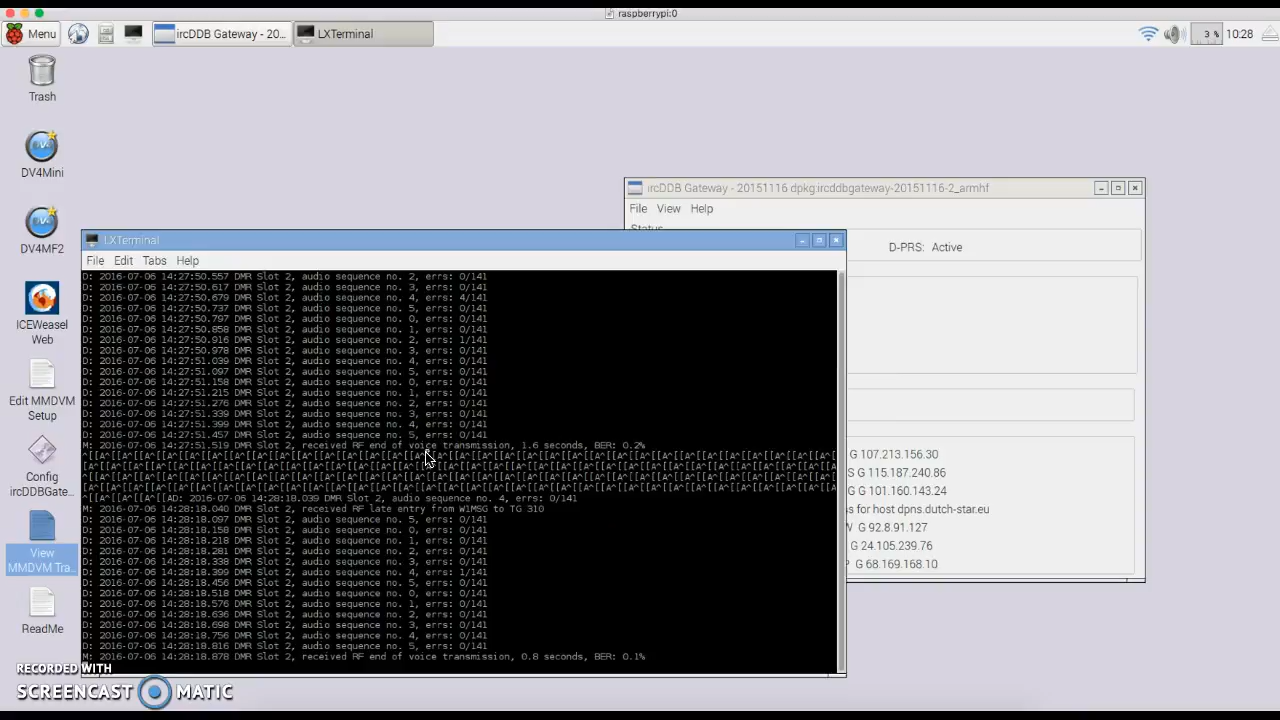 raspberrypi:0
Menu
ircDDB Gateway - 20...
LXTerminal
3 %
10:28
Trash
DV4Mini
DV4MF2
ICEWeasel
Web
Edit MMDVM
Setup
Config
ircDDBGate...
View
MMDVM Tra...
ReadMe
ircDDB Gateway - 20151116 dpkg:ircddbgateway-20151116-2_armhf
File View Help
Status
D-PRS: Active
G 107.213.156.30
S G 115.187.240.86
G 101.160.143.24
ss for host dpns.dutch-star.eu
G 92.8.91.127
G 24.105.239.76
P G 68.169.168.10
LXTerminal
File Edit Tabs Help
D: 2016-07-06 14:27:50.557 DMR Slot 2, audio sequence no. 2, errs: 0/141
D: 2016-07-06 14:27:50.617 DMR Slot 2, audio sequence no. 3, errs: 0/141
D: 2016-07-06 14:27:50.679 DMR Slot 2, audio sequence no. 4, errs: 4/141
D: 2016-07-06 14:27:50.737 DMR Slot 2, audio sequence no. 5, errs: 0/141
D: 2016-07-06 14:27:50.797 DMR Slot 2, audio sequence no. 0, errs: 0/141
D: 2016-07-06 14:27:50.858 DMR Slot 2, audio sequence no. 1, errs: 0/141
D: 2016-07-06 14:27:50.916 DMR Slot 2, audio sequence no. 2, errs: 1/141
D: 2016-07-06 14:27:50.978 DMR Slot 2, audio sequence no. 3, errs: 0/141
D: 2016-07-06 14:27:51.039 DMR Slot 2, audio sequence no. 4, errs: 0/141
D: 2016-07-06 14:27:51.097 DMR Slot 2, audio sequence no. 5, errs: 0/141
D: 2016-07-06 14:27:51.158 DMR Slot 2, audio sequence no. 0, errs: 0/141
D: 2016-07-06 14:27:51.215 DMR Slot 2, audio sequence no. 1, errs: 0/141
D: 2016-07-06 14:27:51.276 DMR Slot 2, audio sequence no. 2, errs: 0/141
D: 2016-07-06 14:27:51.339 DMR Slot 2, audio sequence no. 3, errs: 0/141
D: 2016-07-06 14:27:51.399 DMR Slot 2, audio sequence no. 4, errs: 0/141
D: 2016-07-06 14:27:51.457 DMR Slot 2, audio sequence no. 5, errs: 0/141
M: 2016-07-06 14:27:51.519 DMR Slot 2, received RF end of voice transmission, 1.6 seconds, BER: 0.2%
^[[A^[[A^[[AD: 2016-07-06 14:28:18.039 DMR Slot 2, audio sequence no. 4, errs: 0/141
M: 2016-07-06 14:28:18.040 DMR Slot 2, received RF late entry from W1MSG to TG 310
D: 2016-07-06 14:28:18.097 DMR Slot 2, audio sequence no. 5, errs: 0/141
D: 2016-07-06 14:28:18.158 DMR Slot 2, audio sequence no. 0, errs: 0/141
D: 2016-07-06 14:28:18.218 DMR Slot 2, audio sequence no. 1, errs: 0/141
D: 2016-07-06 14:28:18.281 DMR Slot 2, audio sequence no. 2, errs: 0/141
D: 2016-07-06 14:28:18.338 DMR Slot 2, audio sequence no. 3, errs: 0/141
D: 2016-07-06 14:28:18.399 DMR Slot 2, audio sequence no. 4, errs: 1/141
D: 2016-07-06 14:28:18.456 DMR Slot 2, audio sequence no. 5, errs: 0/141
D: 2016-07-06 14:28:18.518 DMR Slot 2, audio sequence no. 0, errs: 0/141
D: 2016-07-06 14:28:18.576 DMR Slot 2, audio sequence no. 1, errs: 0/141
D: 2016-07-06 14:28:18.636 DMR Slot 2, audio sequence no. 2, errs: 0/141
D: 2016-07-06 14:28:18.698 DMR Slot 2, audio sequence no. 3, errs: 0/141
D: 2016-07-06 14:28:18.756 DMR Slot 2, audio sequence no. 4, errs: 0/141
D: 2016-07-06 14:28:18.816 DMR Slot 2, audio sequence no. 5, errs: 0/141
M: 2016-07-06 14:28:18.878 DMR Slot 2, received RF end of voice transmission, 0.8 seconds, BER: 0.1%
RECORDED WITH
SCREENCAST MATIC